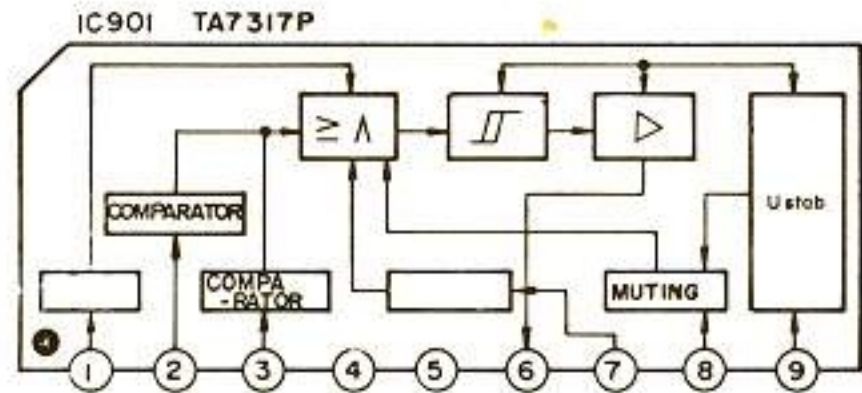 IC901 TA7317P
≥ ∧
▷
COMPARATOR
U stab.
COMPA
-RATOR
MUTING
1 2 3 4 5 6 7 8 9